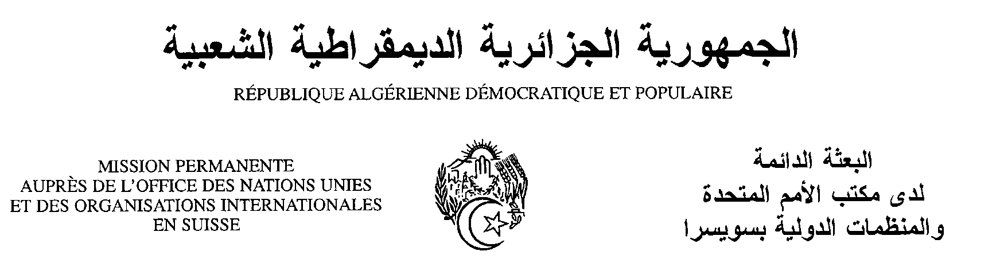 الجمهورية الجزائرية الديمقراطية الشعبية
RÉPUBLIQUE ALGÉRIENNE DÉMOCRATIQUE ET POPULAIRE
MISSION PERMANENTE
AUPRÈS DE L'OFFICE DES NATIONS UNIES
ET DES ORGANISATIONS INTERNATIONALES
EN SUISSE
البعثة الدائمة
لدى مكتب الأمم المتحدة
والمنظمات الدولية بسويسرا